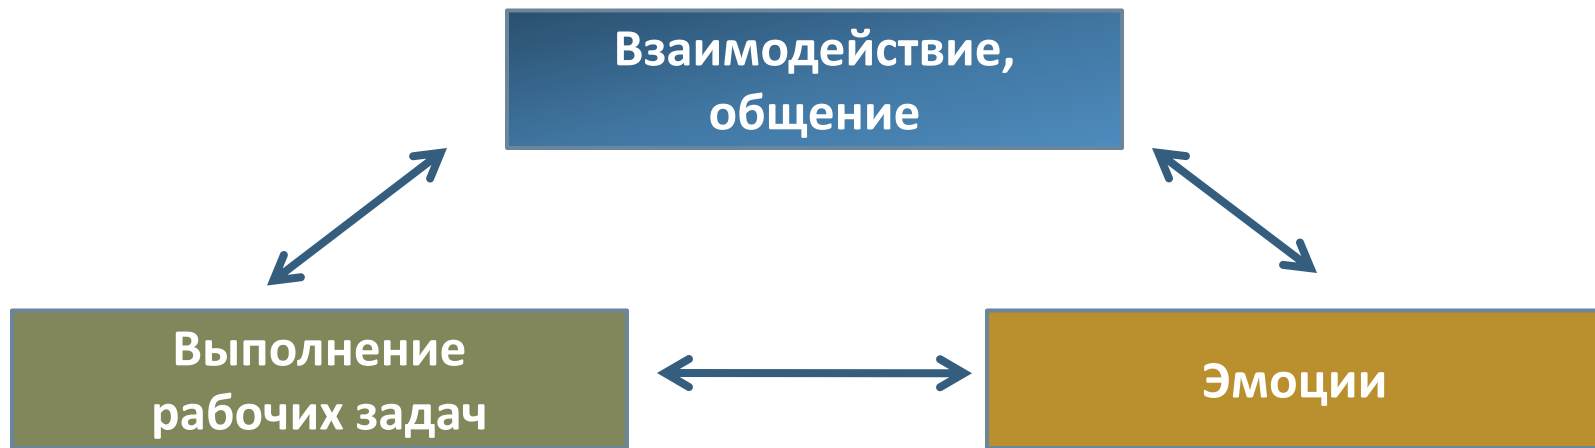 Взаимодействие,
общение
Выполнение
рабочих задач
Эмоции